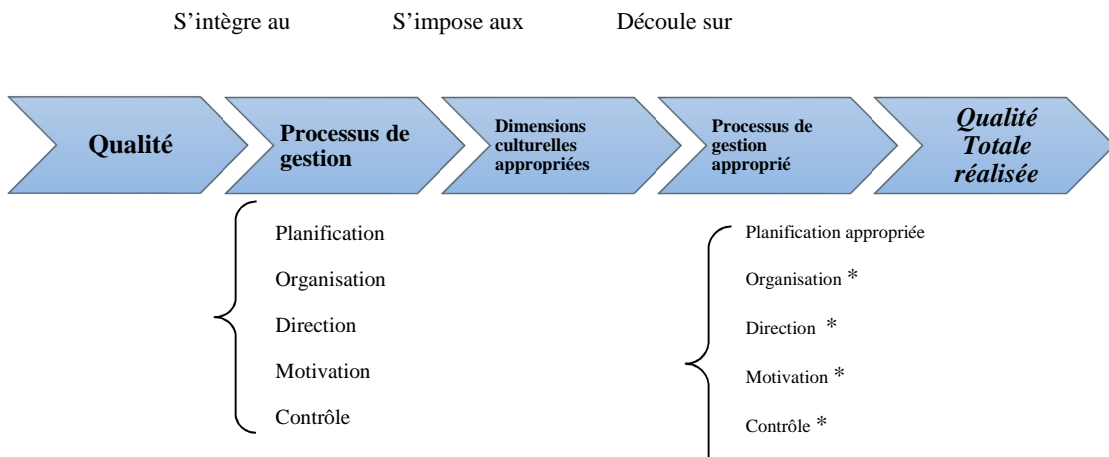 S’intègre au S’impose aux Découle sur
Qualité
Processus de
gestion
Dimensions
culturelles
appropriées
Processus de
gestion
approprié
Qualité
Totale
réalisée
Planification
Organisation
Direction
Motivation
Contrôle
Planification appropriée
Organisation *
Direction *
Motivation *
Contrôle *